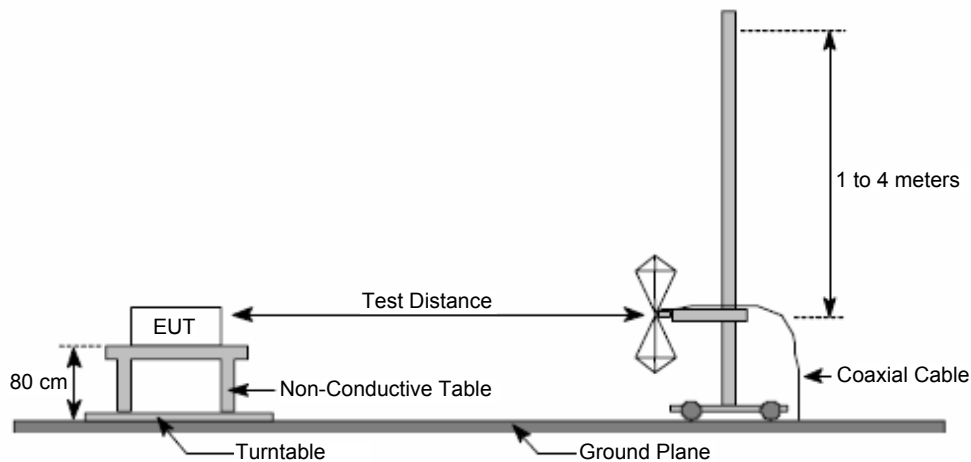 1 to 4 meters
Test Distance
EUT
80 cm
Non-Conductive Table
Coaxial Cable
Turntable
Ground Plane